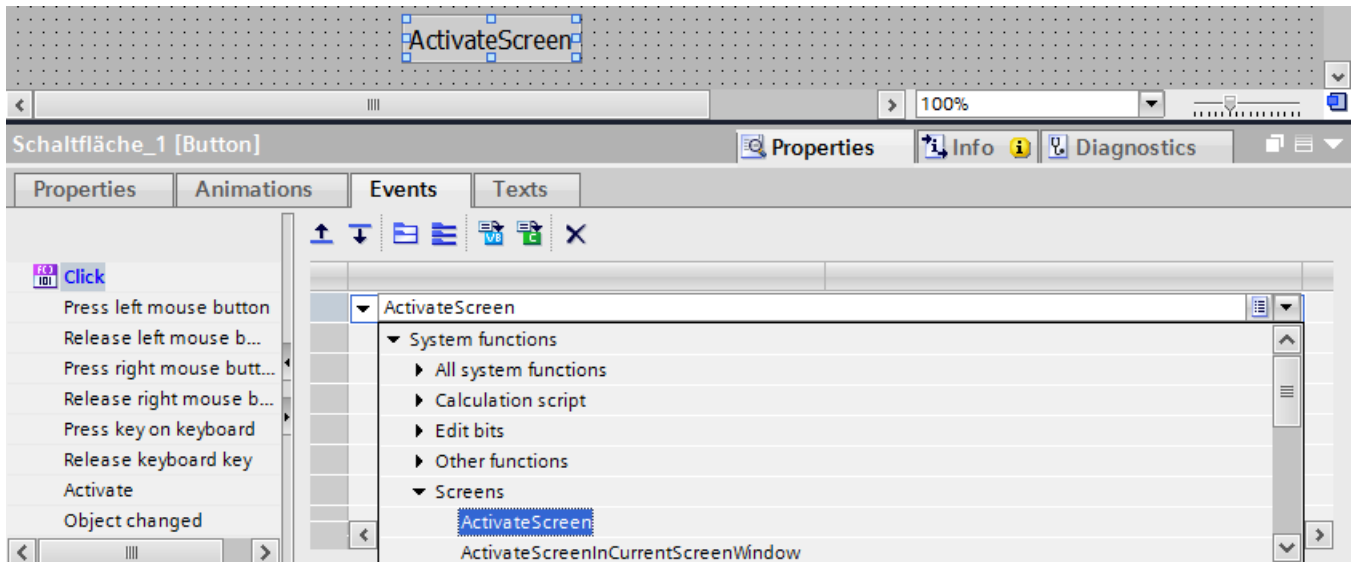 ActivateScreen
100%
Schaltfläche_1 [Button]
Properties
Info
Diagnostics
Properties
Animations
Events
Texts
Click
Press left mouse button
Release left mouse b...
Press right mouse butt...
Release right mouse b...
Press key on keyboard
Release keyboard key
Activate
Object changed
ActivateScreen
System functions
All system functions
Calculation script
Edit bits
Other functions
Screens
ActivateScreen
ActivateScreenInCurrentScreenWindow